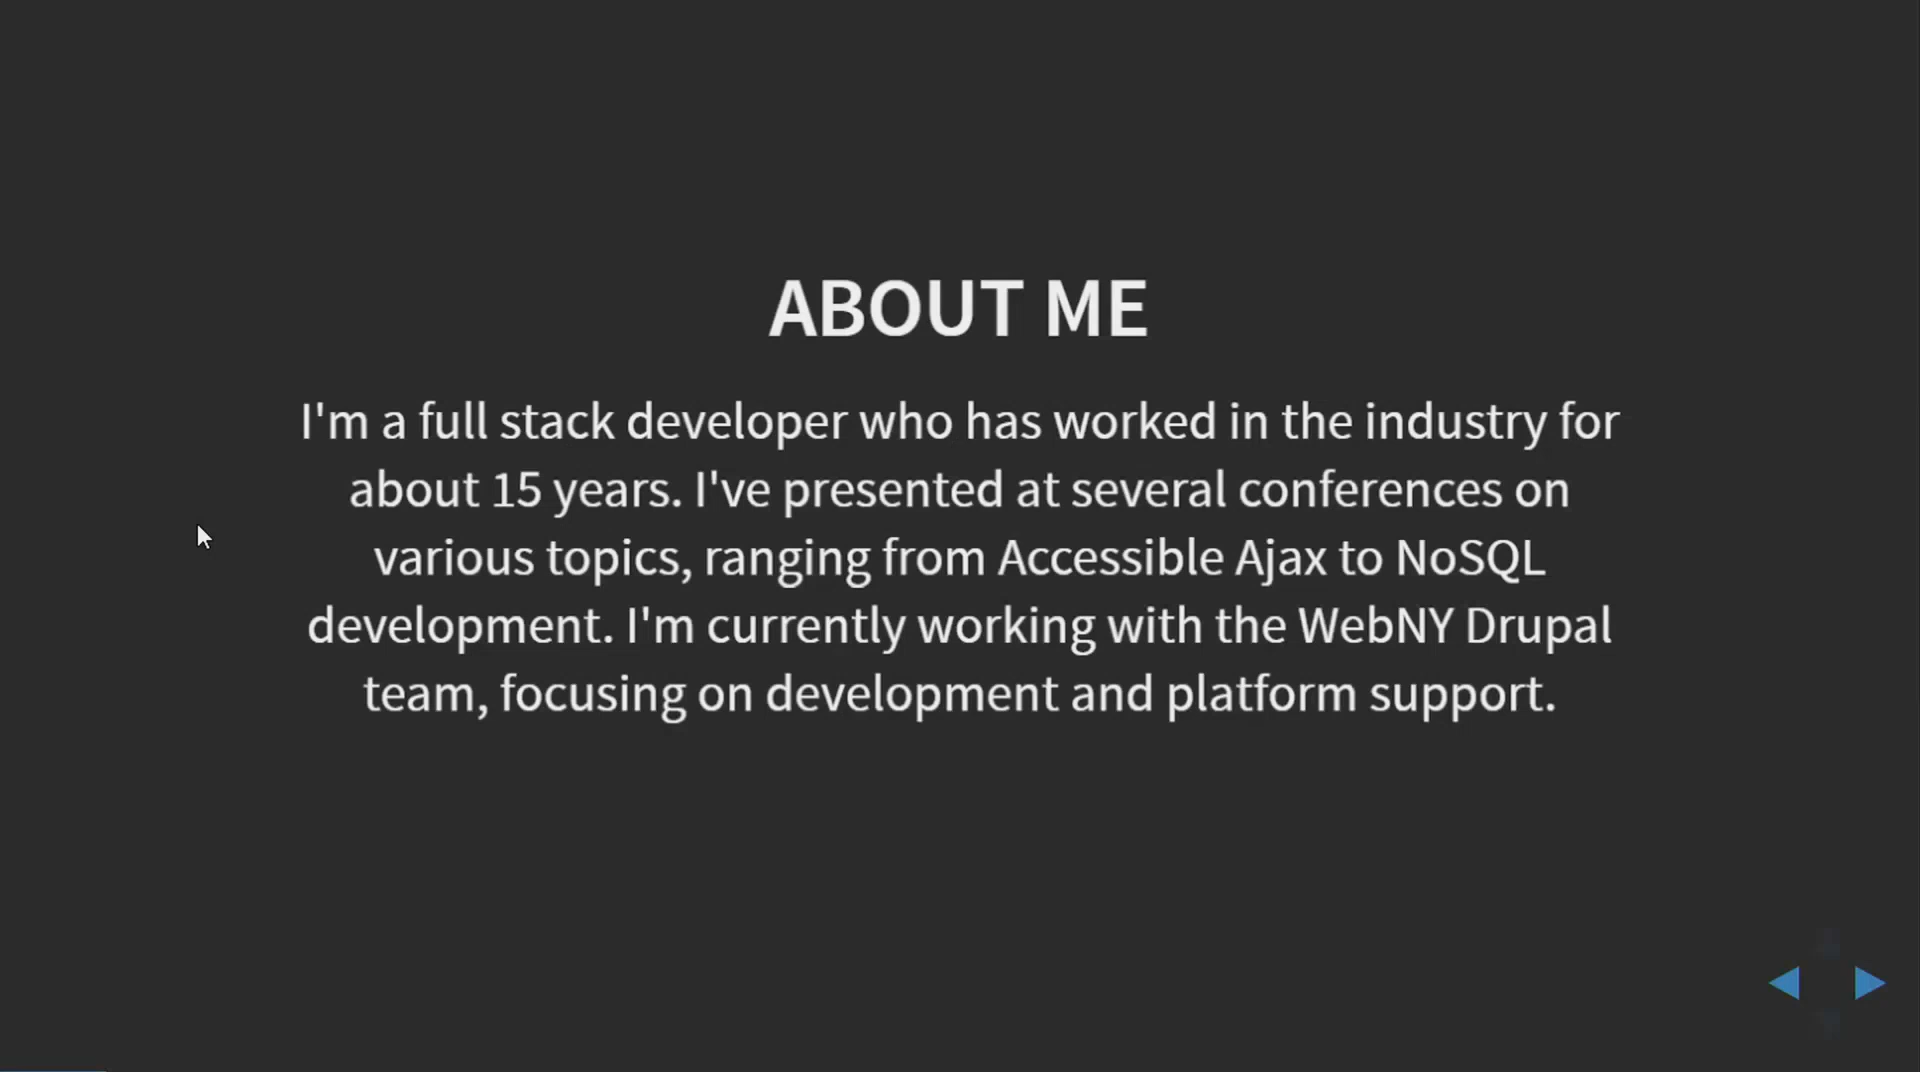 ABOUT ME
I'm a full stack developer who has worked in the industry for
about 15 years. I've presented at several conferences on
various topics, ranging from Accessible Ajax to NoSQL
development. I'm currently working with the WebNY Drupal
team, focusing on development and platform support.